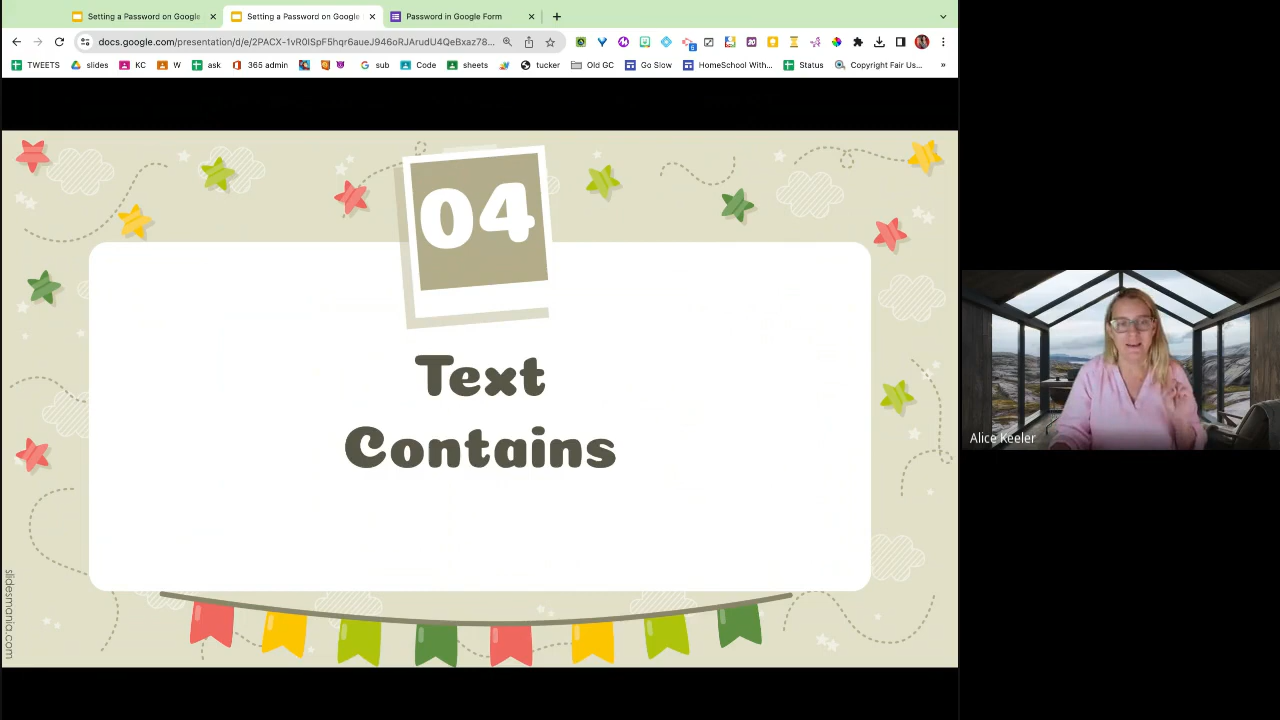 Setting a Password on Google
Setting a Password on Google
Password in Google Form
docs.google.com/presentation/d/e/2PACX-1vR0ISpF5hqr6aueJ946oRJArudU4QeBxaz78...
TWEETS
slides
KC
W
ask
365 admin
sub
Code
sheets
tucker
Old GC
Go Slow
HomeSchool With...
Status
Copyright Fair Us...
»
04
Text
Contains
slidesmania.com
Alice Keeler